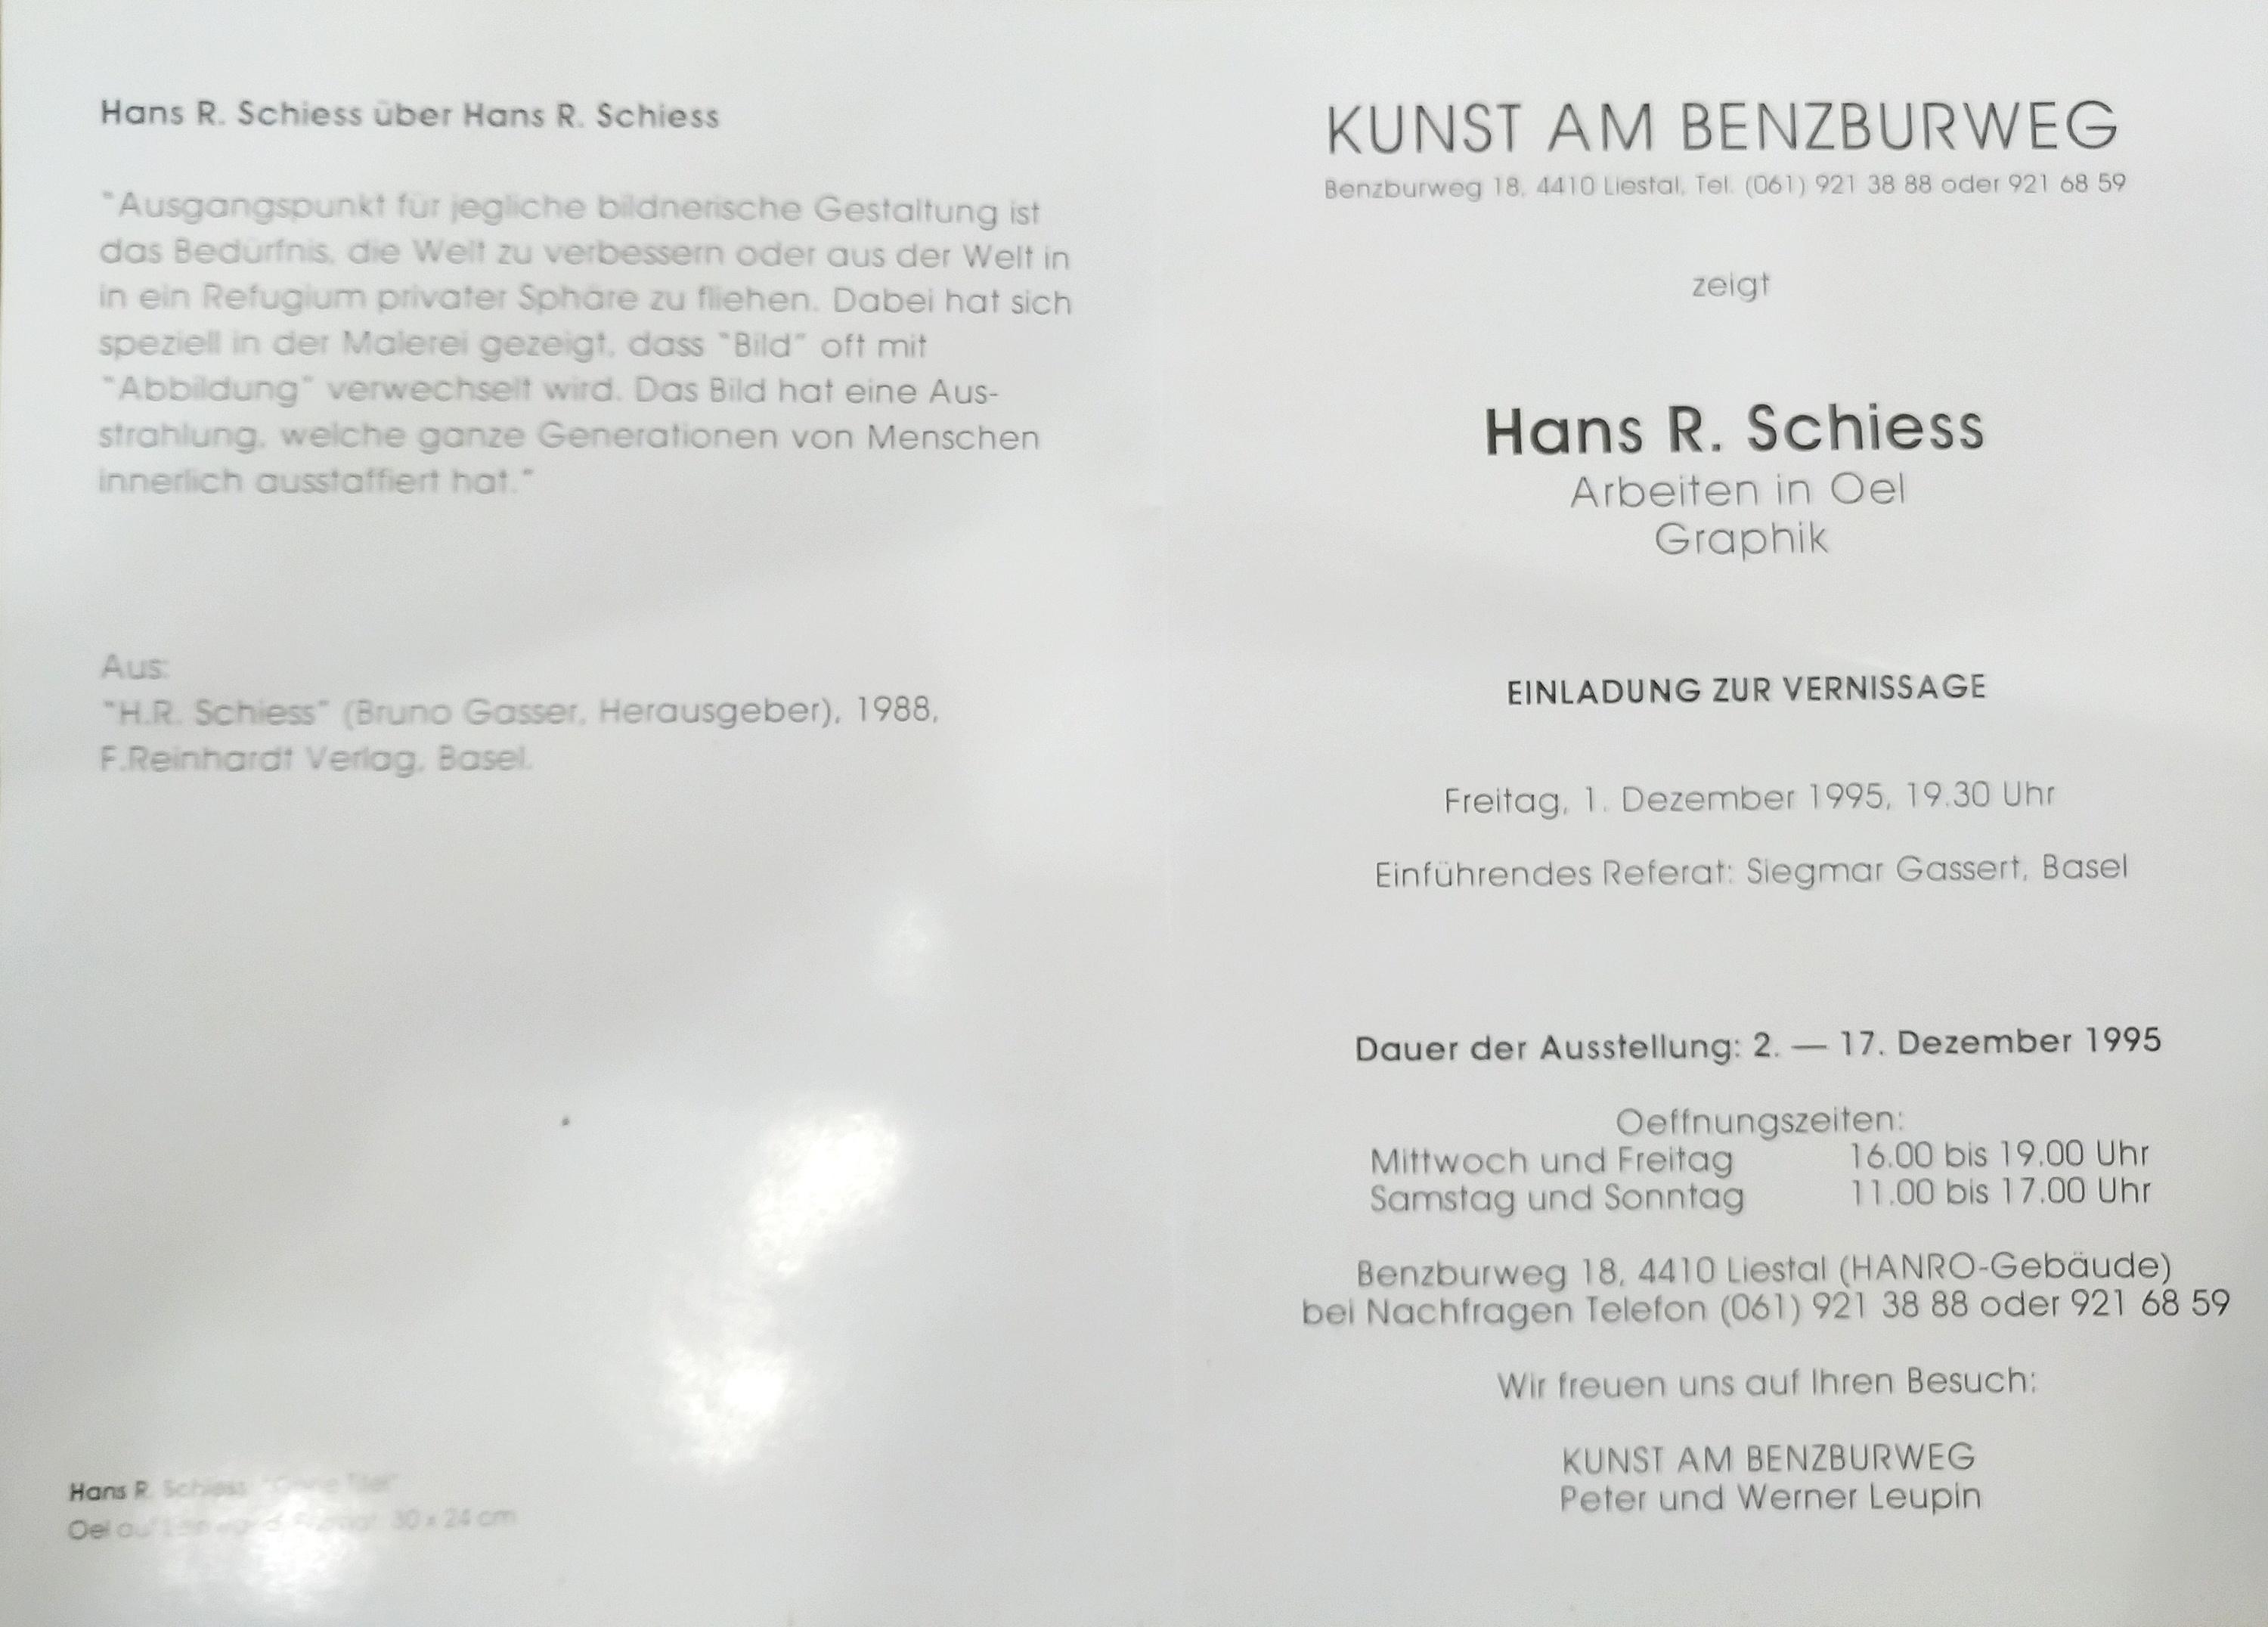 Hans R. Schiess über Hans R. Schiess
"Ausgangspunkt für jegliche bildnerische Gestaltung ist
das Bedürfnis, die Welt zu verbessern oder aus der Welt in
in ein Refugium privater Sphäre zu fliehen. Dabei hat sich
speziell in der Malerei gezeigt, dass "Bild" oft mit
"Abbildung" verwechselt wird. Das Bild hat eine Aus-
strahlung, welche ganze Generationen von Menschen
innerlich ausstaffiert hat."
Aus:
"H.R. Schiess" (Bruno Gasser, Herausgeber), 1988,
F.Reinhardt Verlag, Basel.
Hans R. Schiess: "Ohne Titel"
Oel auf 30 x 24 cm
KUNST AM BENZBURWEG
Benzburweg 18, 4410 Liestal, Tel. (061) 921 38 88 oder 921 68 59
zeigt
Hans R. Schiess
Arbeiten in Oel
Graphik
EINLADUNG ZUR VERNISSAGE
Freitag, 1. Dezember 1995, 19.30 Uhr
Einführendes Referat: Siegmar Gassert, Basel
Dauer der Ausstellung: 2. — 17. Dezember 1995
Oeffnungszeiten:
Mittwoch und Freitag 16.00 bis 19.00 Uhr
Samstag und Sonntag 11.00 bis 17.00 Uhr
Benzburweg 18, 4410 Liestal (HANRO-Gebäude)
bei Nachfragen Telefon (061) 921 38 88 oder 921 68 59
Wir freuen uns auf Ihren Besuch:
KUNST AM BENZBURWEG
Peter und Werner Leupin